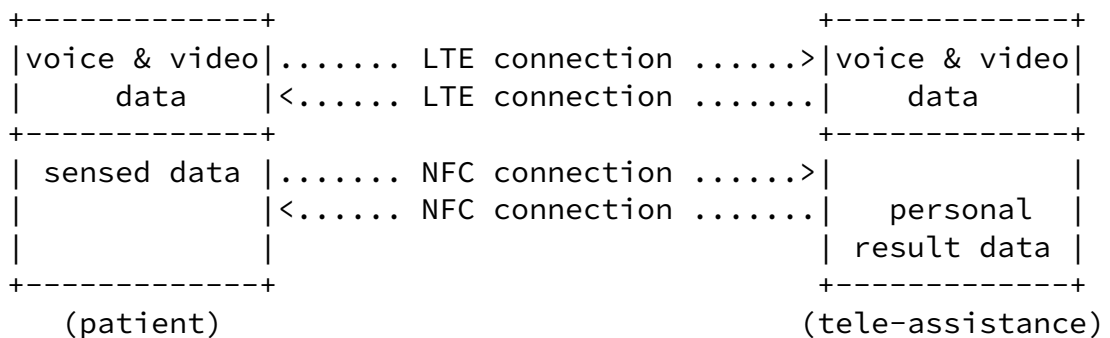 +-------------+                              +-------------+
|voice & video|....... LTE connection ......>|voice & video|
|     data    |<...... LTE connection .......|    data     |
+-------------+                              +-------------+
| sensed data |....... NFC connection ......>|             |
|             |<...... NFC connection .......|   personal  |
|             |                              | result data |
+-------------+                              +-------------+
   (patient)                                (tele-assistance)